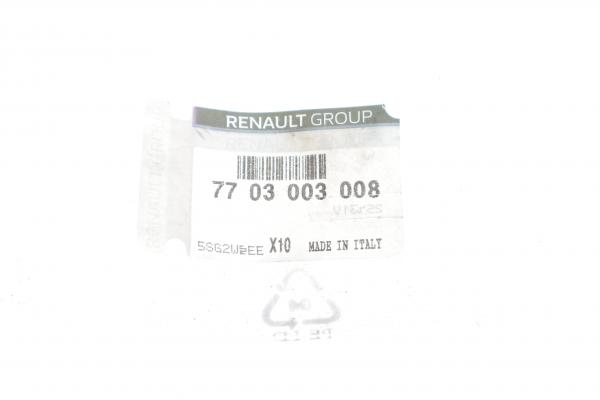 RENAULT GROUP
77 03 003 008
X10 MADE IN ITALY